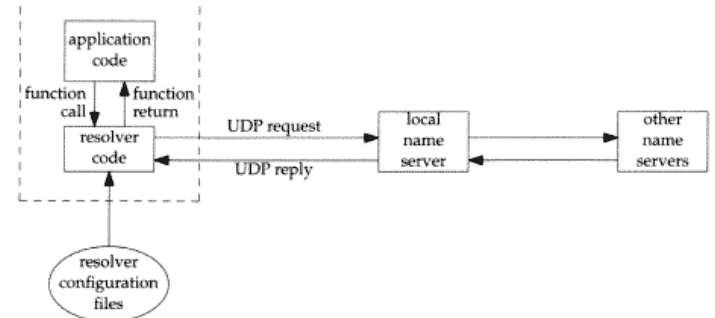 application
code
function
call
function
return
resolver
code
UDP request
UDP reply
local
name
server
other
name
servers
resolver
configuration
files